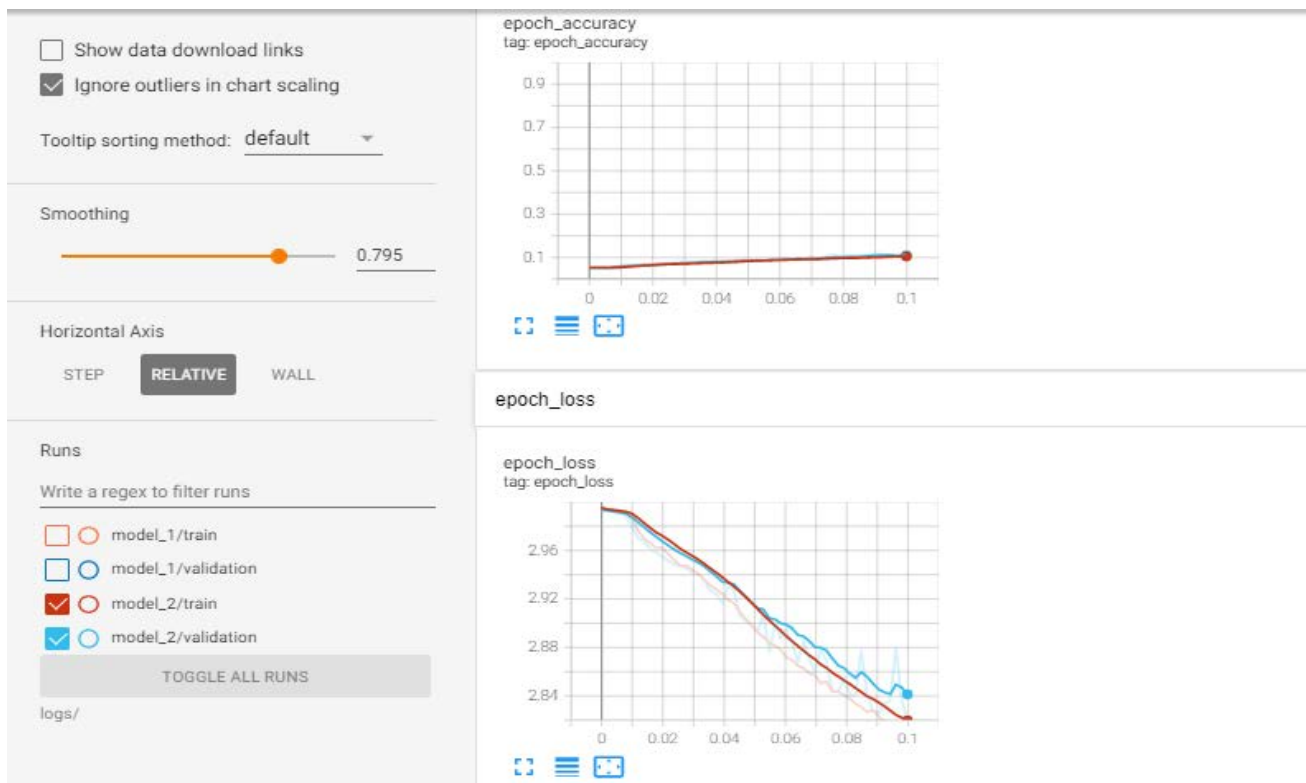 Show data download links
Ignore outliers in chart scaling
Tooltip sorting method: default
Smoothing
0.795
Horizontal Axis
STEP RELATIVE WALL
Runs
Write a regex to filter runs
model_1/train
model_1/validation
model_2/train
model_2/validation
TOGGLE ALL RUNS
logs/
epoch_accuracy
tag: epoch_accuracy
0.9
0.7
0.5
0.3
0.1
0 0.02 0.04 0.06 0.08 0.1
epoch_loss
epoch_loss
tag: epoch_loss
2.96
2.92
2.88
2.84
0 0.02 0.04 0.06 0.08 0.1